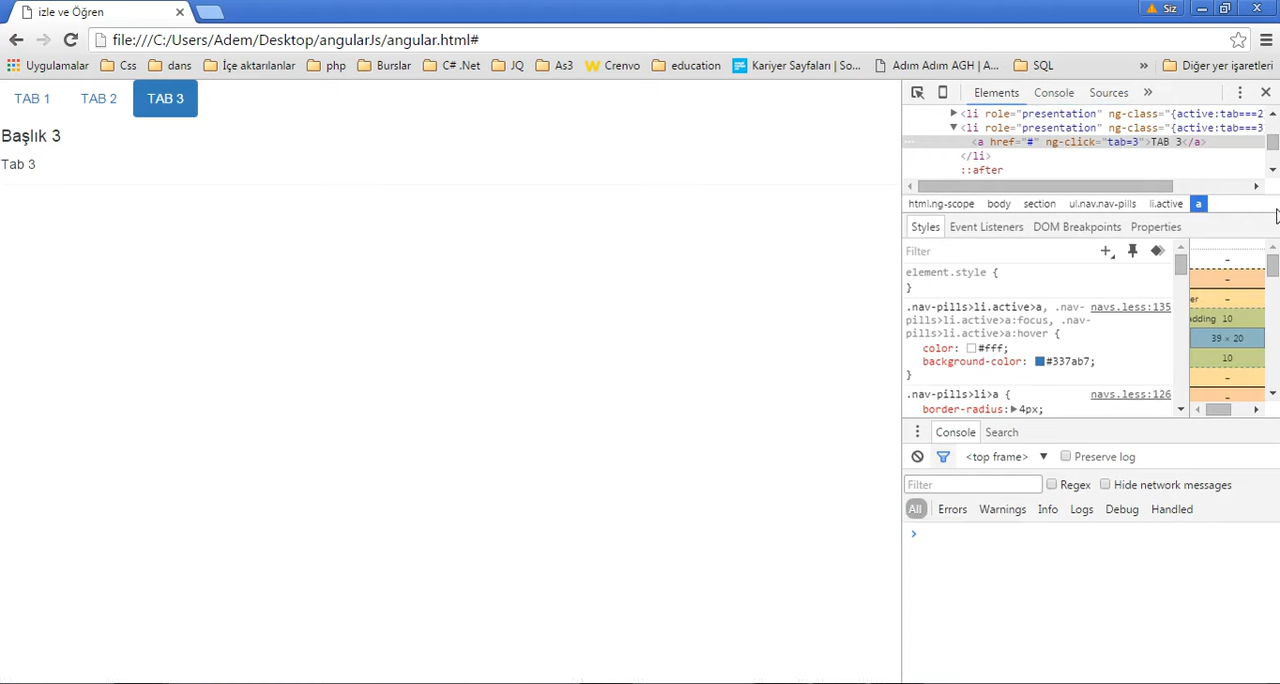 izle ve Öğren
Siz
file:///C:/Users/Adem/Desktop/angularJs/angular.html#
Uygulamalar Css dans İçe aktarılanlar php Burslar C# .Net JQ As3 Crenvo education Kariyer Sayfaları | So... Adım Adım AGH | A... SQL » Diğer yer işaretleri
TAB 1 TAB 2 TAB 3
Başlık 3
Tab 3
Elements Console Sources »
<li role="presentation" ng-class="{active:tab===2
<li role="presentation" ng-class="{active:tab===3
<a href="#" ng-click="tab=3">TAB 3</a>
</li>
::after
html.ng-scope body section ul.nav.nav-pills li.active a
Styles Event Listeners DOM Breakpoints Properties
Filter
element.style {
}
.nav-pills>li.active>a, .nav- navs.less:135
pills>li.active>a:focus, .nav-
pills>li.active>a:hover {
color: #fff;
background-color: #337ab7;
}
.nav-pills>li>a { navs.less:126
border-radius: 4px;
-
-
er -
dding 10
39 × 20
10
-
-
Console Search
<top frame> ▼ Preserve log
Filter Regex Hide network messages
All Errors Warnings Info Logs Debug Handled
>